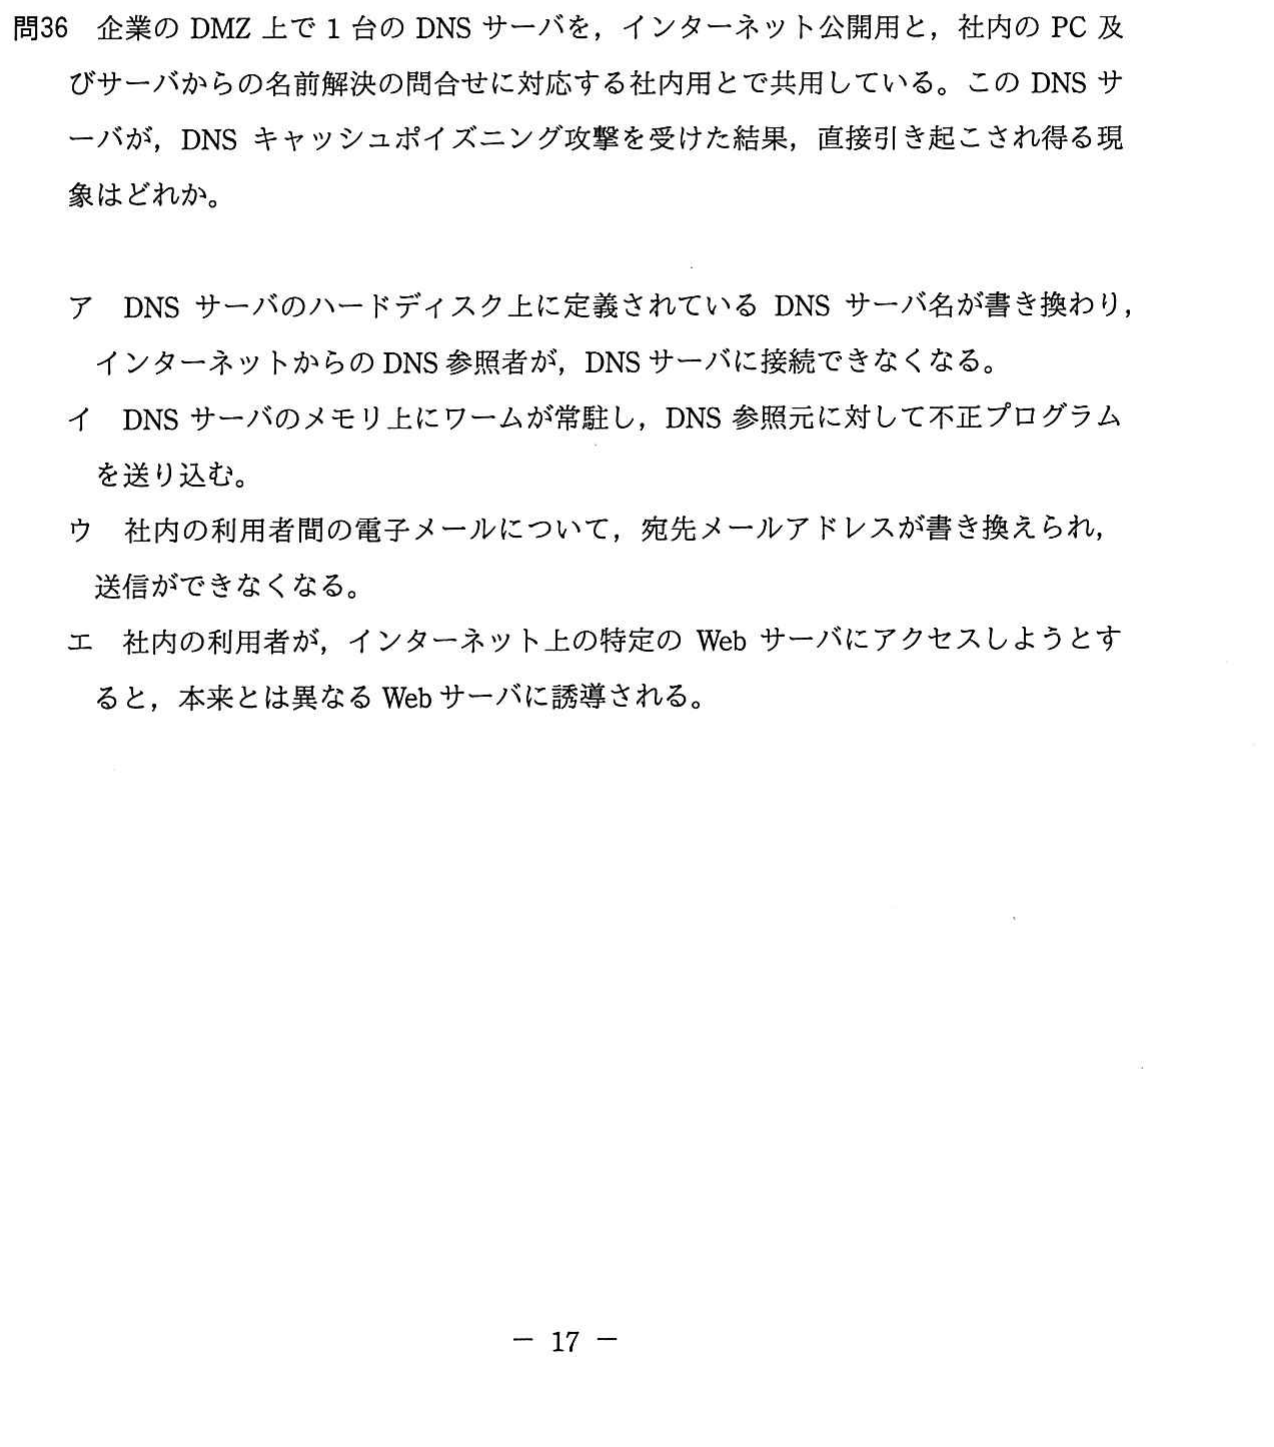 問36 企業の DMZ 上で 1 台の DNS サーバを，インターネット公開用と，社内の PC 及
びサーバからの名前解決の問合せに対応する社内用とで共用している。この DNS サ
ーバが，DNS キャッシュポイズニング攻撃を受けた結果，直接引き起こされ得る現
象はどれか。
ア DNS サーバのハードディスク上に定義されている DNS サーバ名が書き換わり，
インターネットからの DNS 参照者が，DNS サーバに接続できなくなる。
イ DNS サーバのメモリ上にワームが常駐し，DNS 参照元に対して不正プログラム
を送り込む。
ウ 社内の利用者間の電子メールについて，宛先メールアドレスが書き換えられ，
送信ができなくなる。
エ 社内の利用者が，インターネット上の特定の Web サーバにアクセスしようとす
ると，本来とは異なる Web サーバに誘導される。
― 17 ―